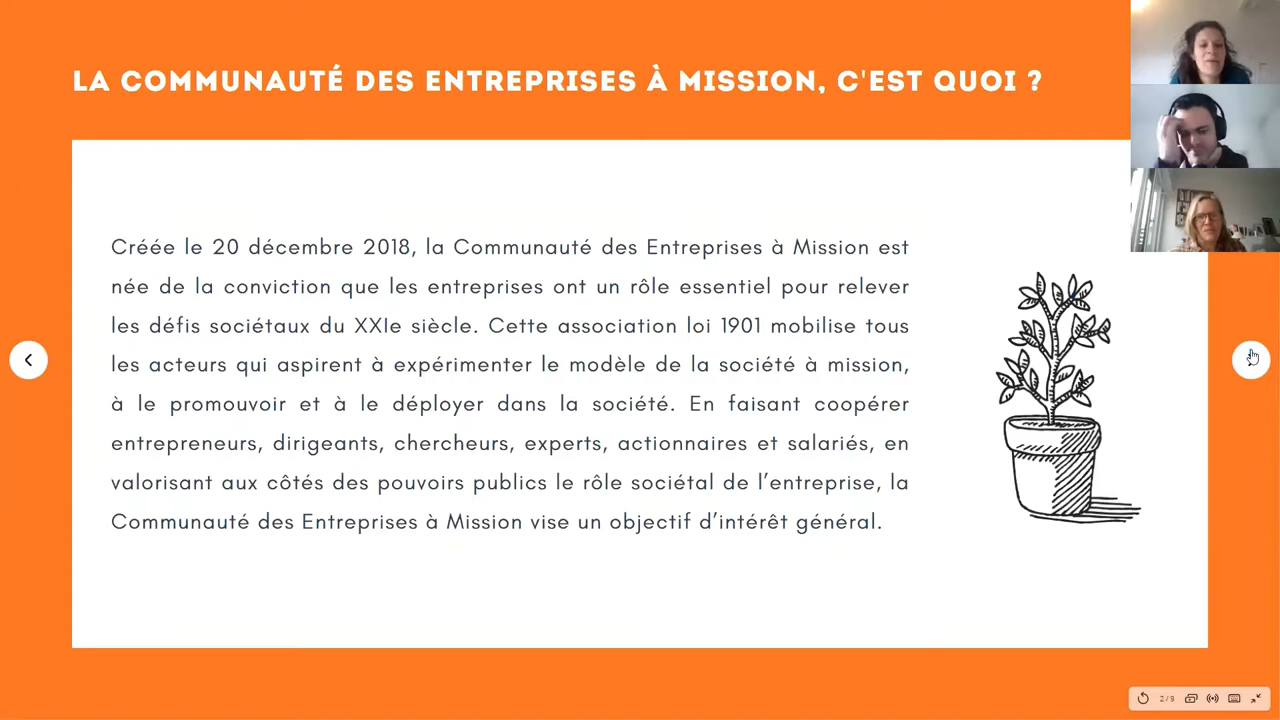 LA COMMUNAUTÉ DES ENTREPRISES À MISSION, C'EST QUOI ?
Créée le 20 décembre 2018, la Communauté des Entreprises à Mission est
née de la conviction que les entreprises ont un rôle essentiel pour relever
les défis sociétaux du XXIe siècle. Cette association loi 1901 mobilise tous
les acteurs qui aspirent à expérimenter le modèle de la société à mission,
à le promouvoir et à le déployer dans la société. En faisant coopérer
entrepreneurs, dirigeants, chercheurs, experts, actionnaires et salariés, en
valorisant aux côtés des pouvoirs publics le rôle sociétal de l’entreprise, la
Communauté des Entreprises à Mission vise un objectif d’intérêt général.
2/9